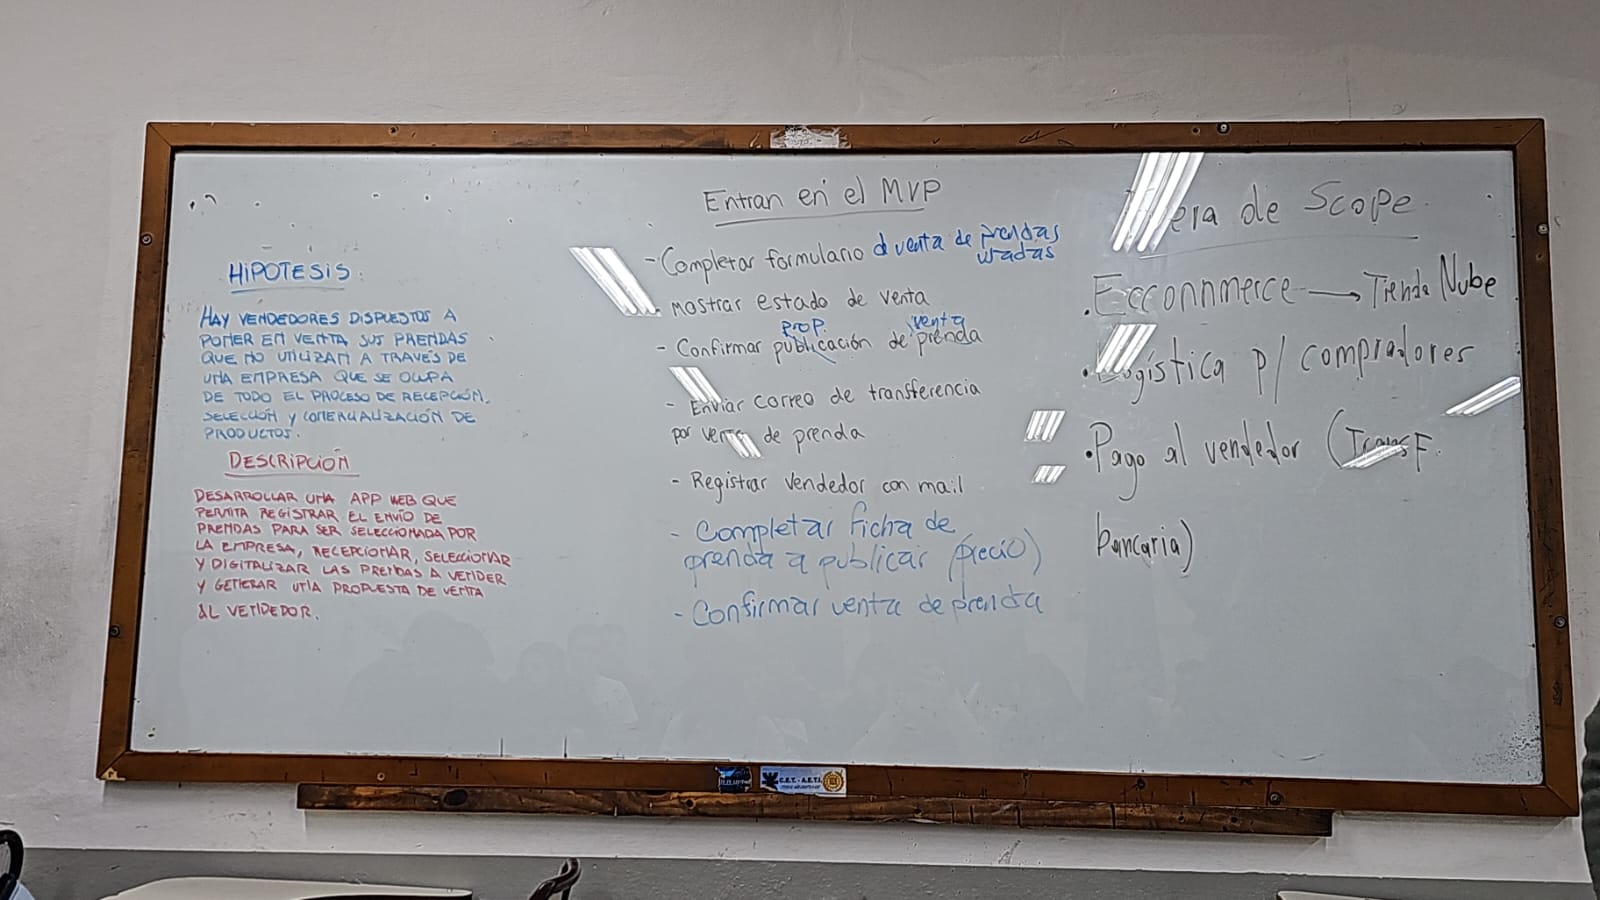 HIPOTESIS:
HAY VENDEDORES DISPUESTOS A
PONER EN VENTA SUS PRENDAS
QUE NO UTILIZAN A TRAVÉS DE
UNA EMPRESA QUE SE OCUPA
DE TODO EL PROCESO DE RECEPCIÓN,
SELECCIÓN Y COMERCIALIZACIÓN DE
PRODUCTOS.
DESCRIPCIÓN
DESARROLLAR UNA APP WEB QUE
PERMITA REGISTRAR EL ENVÍO DE
PRENDAS PARA SER SELECCIONADA POR
LA EMPRESA, RECEPCIONAR, SELECCIONAR
Y DIGITALIZAR LAS PRENDAS A VENDER
Y GENERAR UNA PROPUESTA DE VENTA
AL VENDEDOR.
Entran en el MVP
- Completar formulario d venta de prendas
usadas
. mostrar estado de venta
prop. venta
- Confirmar publicación de prenda
- Enviar correo de transferencia
por venta de prenda
- Registrar vendedor con mail
- Completar ficha de
prenda a publicar (precio)
- Confirmar venta de prenda
de Scope
. Econnmerce → Tienda Nube
. Logística p/ compradores
. Pago al vendedor (Transf.
bancaria)
C.E.T. - A.E.T.